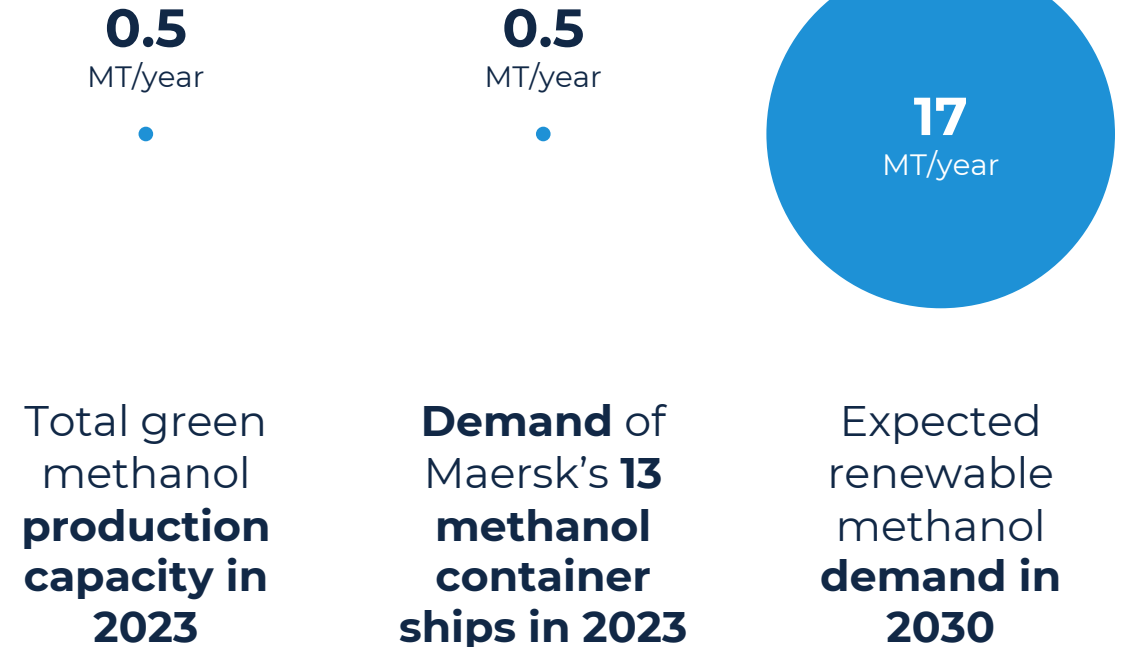 0.5
MT/year
Total green
methanol
production
capacity in
2023
0.5
MT/year
Demand of
Maersk’s 13
methanol
container
ships in 2023
17
MT/year
Expected
renewable
methanol
demand in
2030